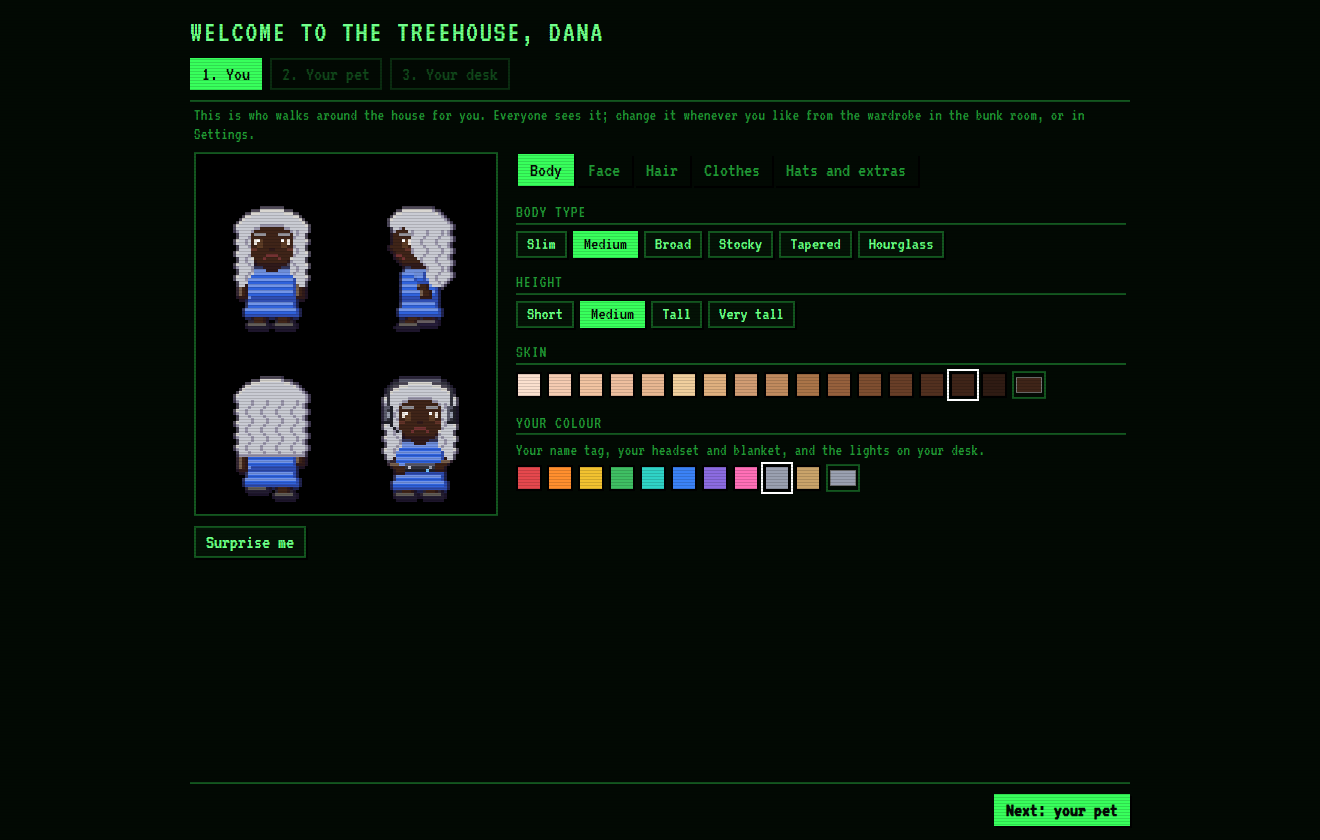 WELCOME TO THE TREEHOUSE, DANA
1. You
2. Your pet
3. Your desk
This is who walks around the house for you. Everyone sees it; change it whenever you like from the wardrobe in the bunk room, or in
Settings.
Body
Face
Hair
Clothes
Hats and extras
BODY TYPE
Slim
Medium
Broad
Stocky
Tapered
Hourglass
HEIGHT
Short
Medium
Tall
Very tall
SKIN
YOUR COLOUR
Your name tag, your headset and blanket, and the lights on your desk.
Surprise me
Next: your pet